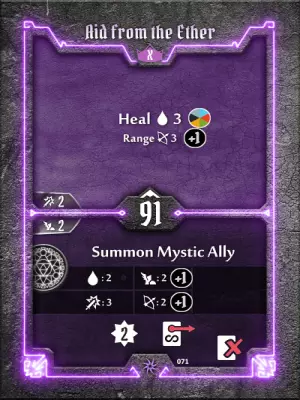 Aid from the Ether
X
Heal 3
Range 3 +1
2
91
2
Summon Mystic Ally
: 2 : 2 +1
: 3 : 2 +1
2
071